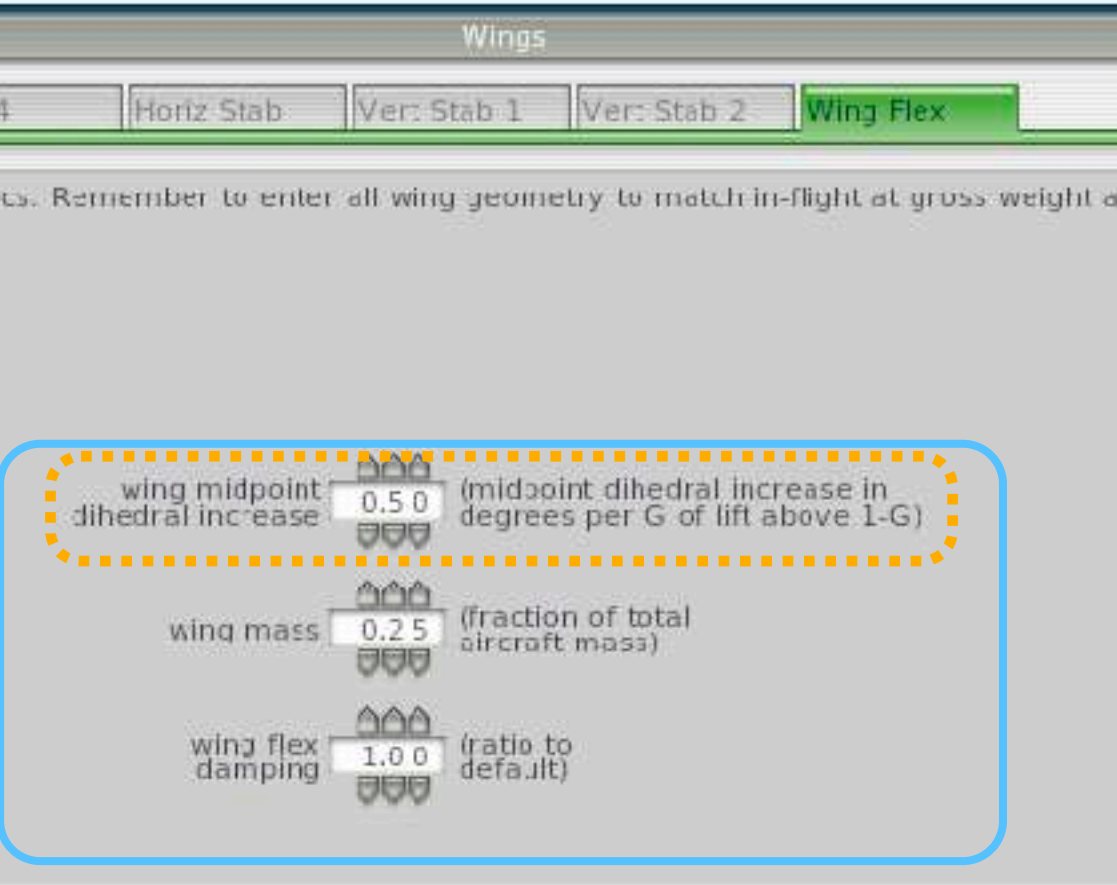 Wings
4
Horiz Stab
Vert Stab 1
Vert Stab 2
Wing Flex
cs. Remember to enter all wing geometry to match in-flight at gross weight a
wing midpoint
dihedral increase
0.50
(midpoint dihedral increase in
degrees per G of lift above 1-G)
wing mass
0.25
(fraction of total
aircraft mass)
wing flex
damping
1.00
(ratio to
default)